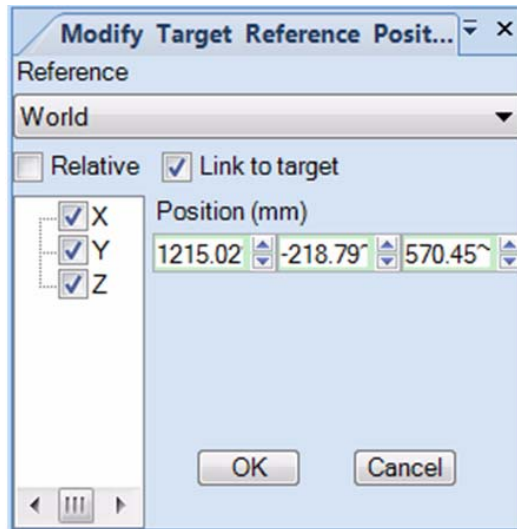 Modify Target Reference Posit...
Reference
World
Relative Link to target
X
Y
Z
Position (mm)
1215.02 -218.79 570.45~
OK Cancel